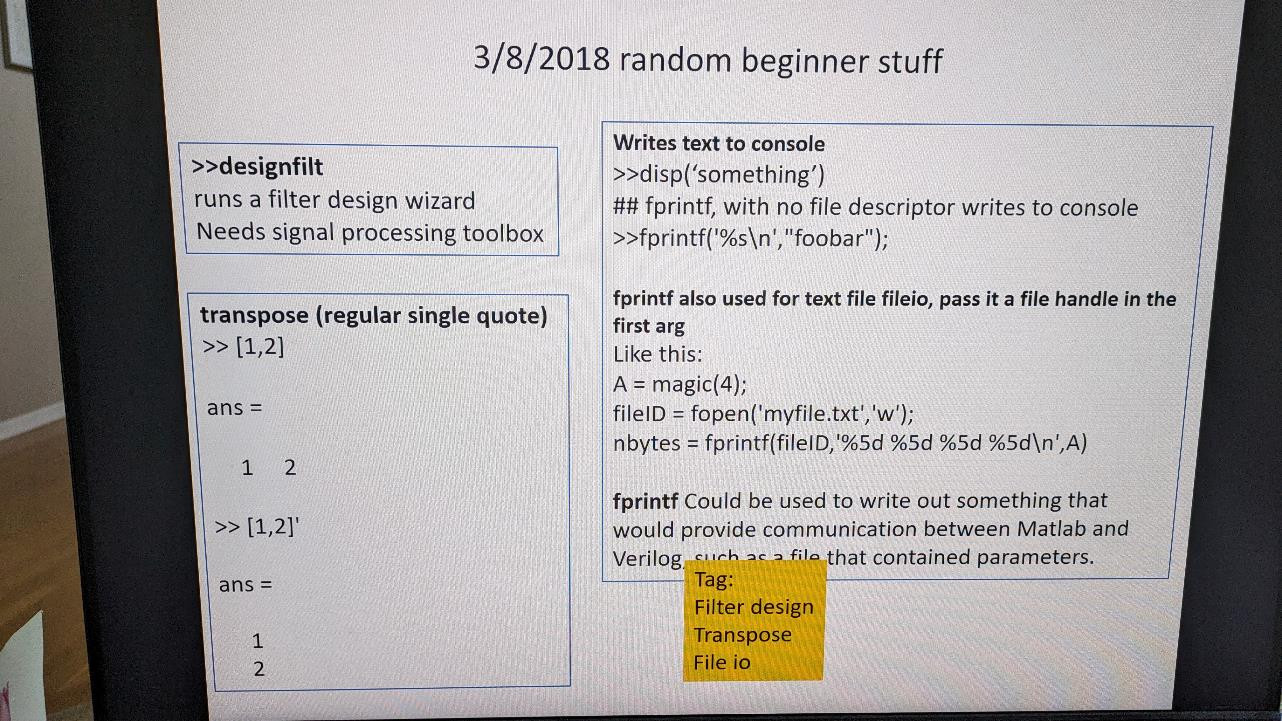 3/8/2018 random beginner stuff
>>designfilt
runs a filter design wizard
Needs signal processing toolbox
transpose (regular single quote)
>> [1,2]
ans =
1 2
>> [1,2]'
ans =
1
2
Writes text to console
>>disp(‘something’)
## fprintf, with no file descriptor writes to console
>>fprintf('%s\n',"foobar");
fprintf also used for text file fileio, pass it a file handle in the
first arg
Like this:
A = magic(4);
fileID = fopen('myfile.txt','w');
nbytes = fprintf(fileID,'%5d %5d %5d %5d\n',A)
fprintf Could be used to write out something that
would provide communication between Matlab and
Verilog, such as a file that contained parameters.
Tag:
Filter design
Transpose
File io